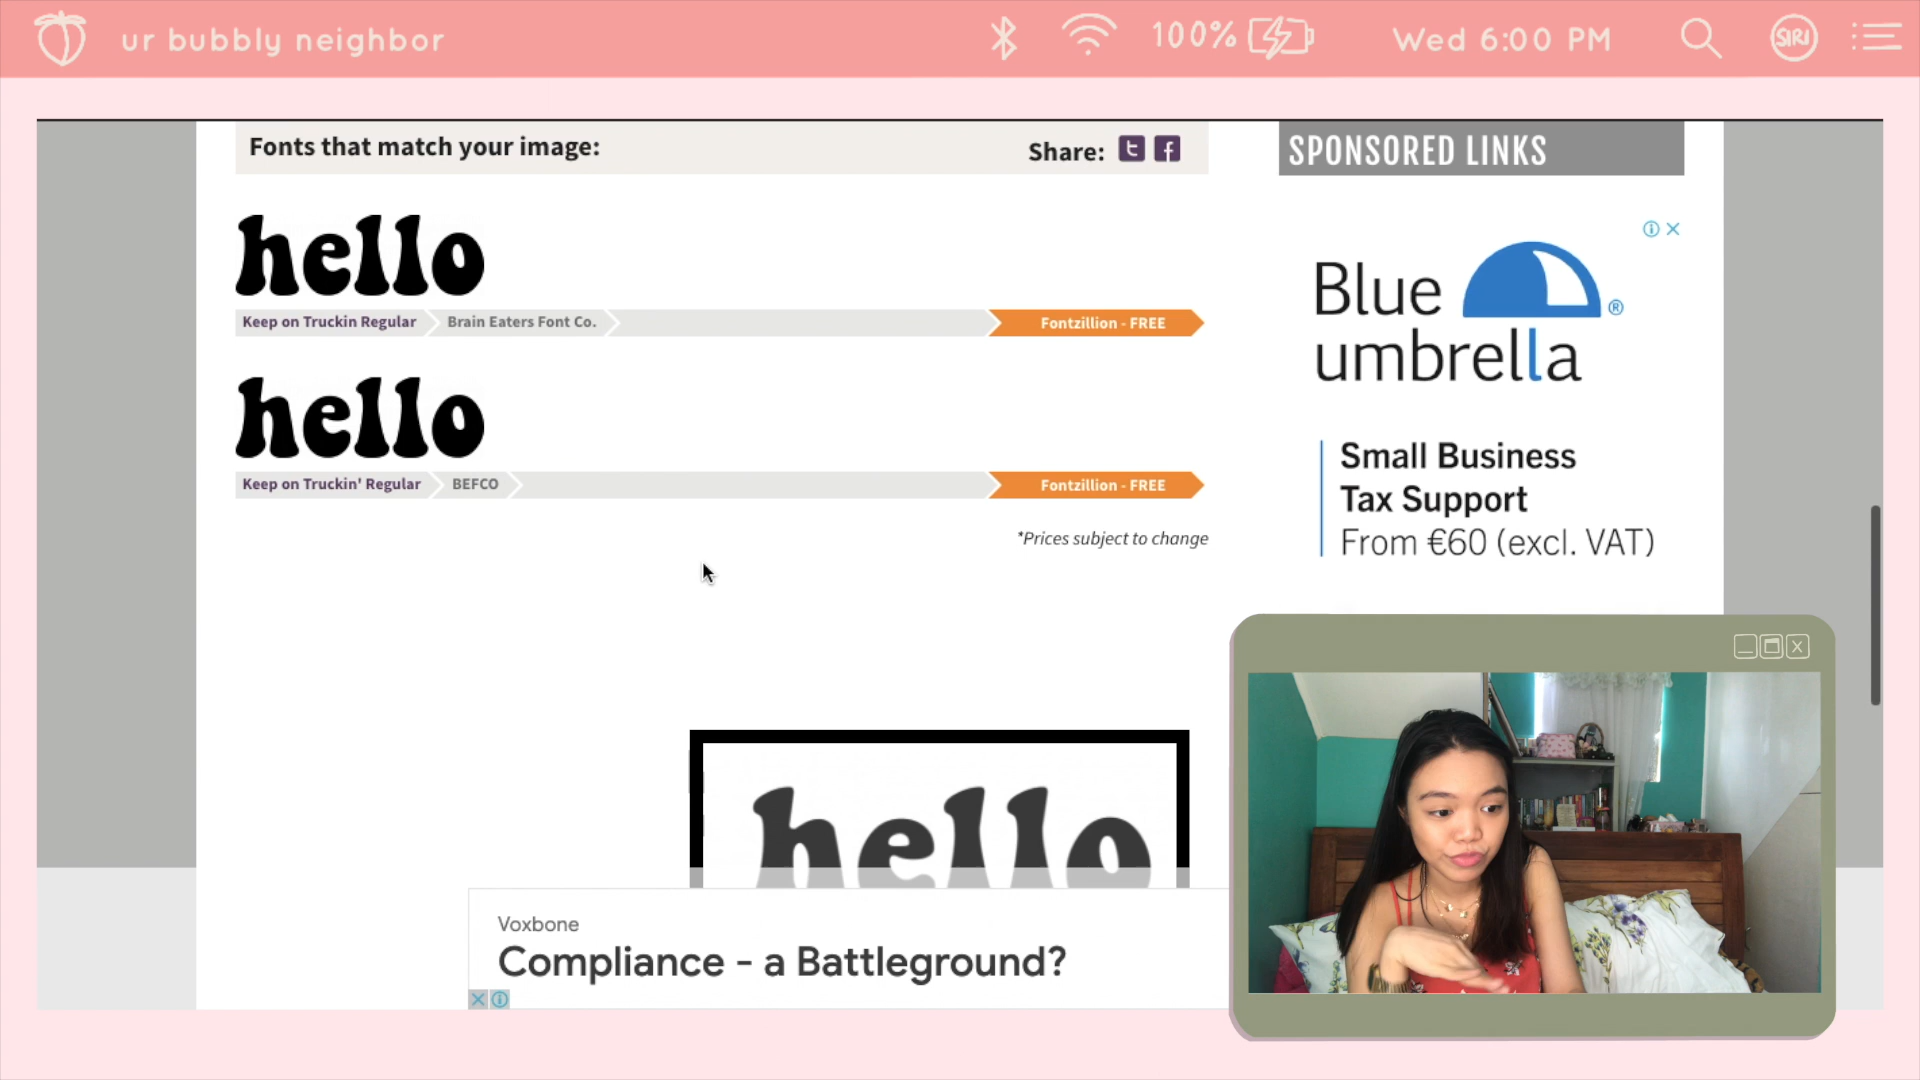 ur bubbly neighbor
100%
Wed 6:00 PM
SIRI
Fonts that match your image:
Share:
SPONSORED LINKS
hello
Keep on Truckin Regular
Brain Eaters Font Co.
Fontzillion - FREE
hello
Keep on Truckin' Regular
BEFCO
Fontzillion - FREE
*Prices subject to change
Blue
umbrella
®
Small Business
Tax Support
From €60 (excl. VAT)
hello
Voxbone
Compliance - a Battleground?